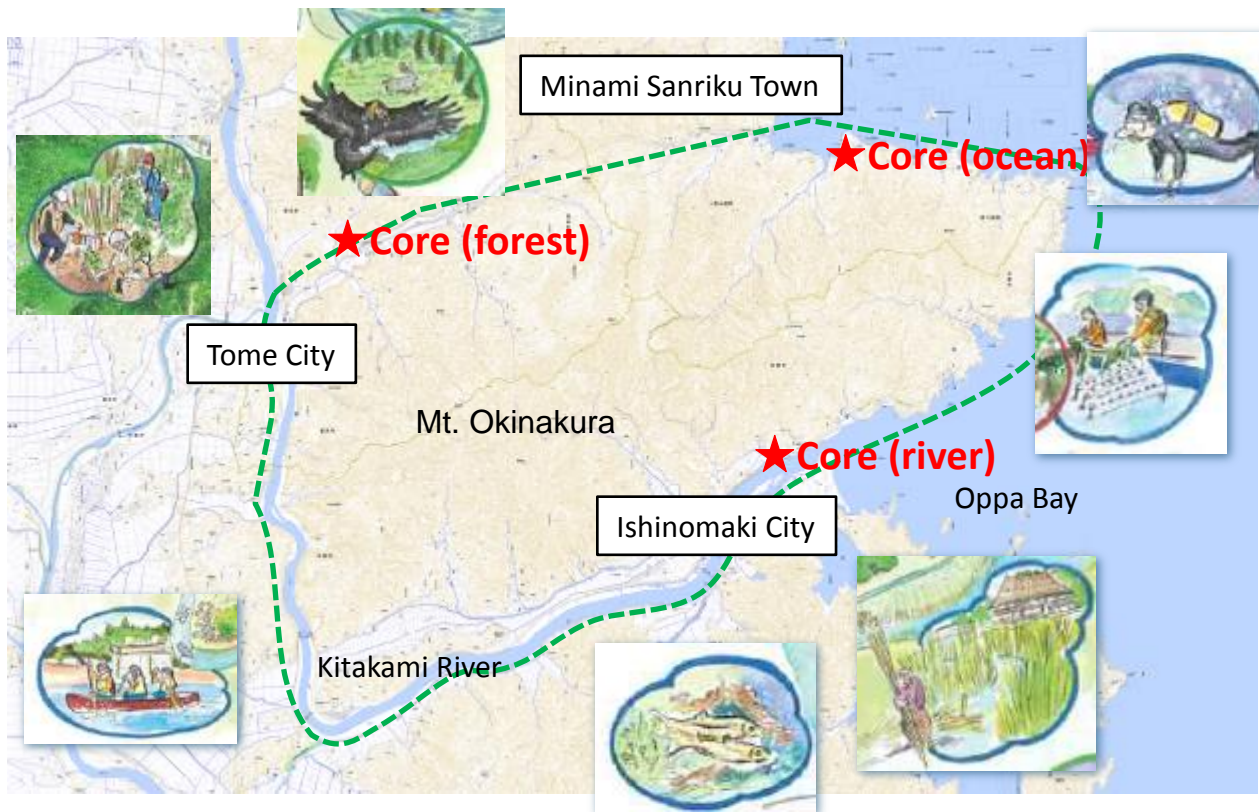 Minami Sanriku Town
Core (ocean)
Core (forest)
Tome City
Mt. Okinakura
Core (river)
Oppa Bay
Ishinomaki City
Kitakami River